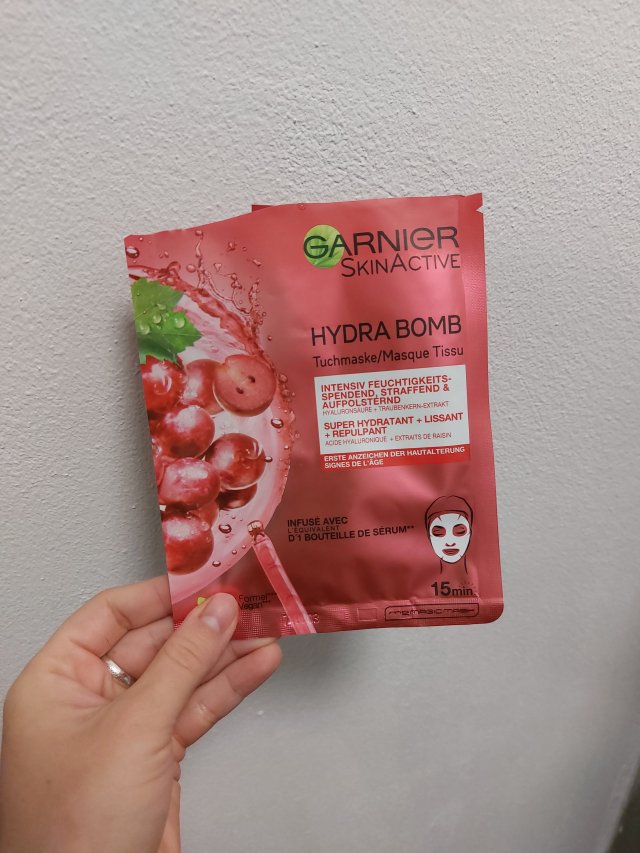 GARNIER
SKINACTIVE
HYDRA BOMB
Tuchmaske/Masque Tissu
INTENSIV FEUCHTIGKEITS-
SPENDEND, STRAFFEND &
AUFPOLSTERND
HYALURONSÄURE + TRAUBENKERN-EXTRAKT
SUPER HYDRATANT + LISSANT
+ REPULPANT
ACIDE HYALURONIQUE + EXTRAITS DE RAISIN
ERSTE ANZEICHEN DER HAUTALTERUNG
SIGNES DE L'ÂGE
INFUSÉ AVEC
L'ÉQUIVALENT
D'1 BOUTEILLE DE SÉRUM**
15min
Formel
Vegan